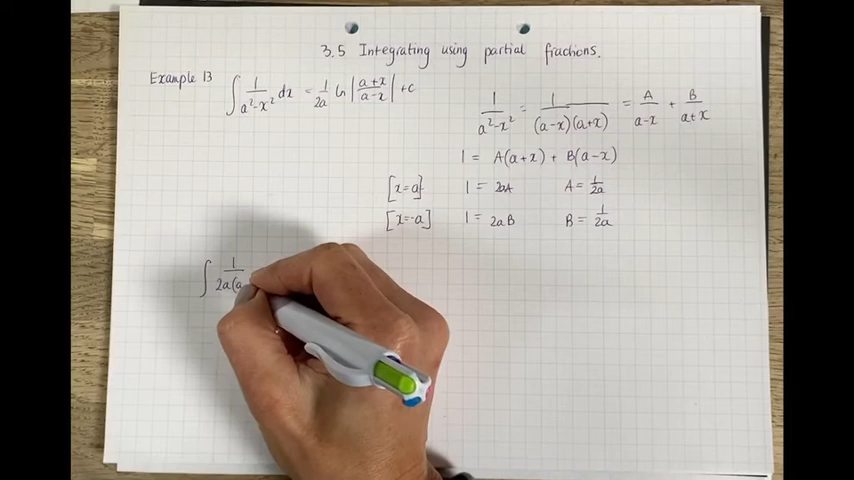 3.5 Integrating using partial fractions.
Example 13
∫ 1/(a²-x²) dx = 1/2a ln |(a+x)/(a-x)| + c
1/(a²-x²) = 1/((a-x)(a+x)) = A/(a-x) + B/(a+x)
1 = A(a+x) + B(a-x)
[x=a] 1 = 2aA A = 1/2a
[x=-a] 1 = 2aB B = 1/2a
∫ 1/2a(a